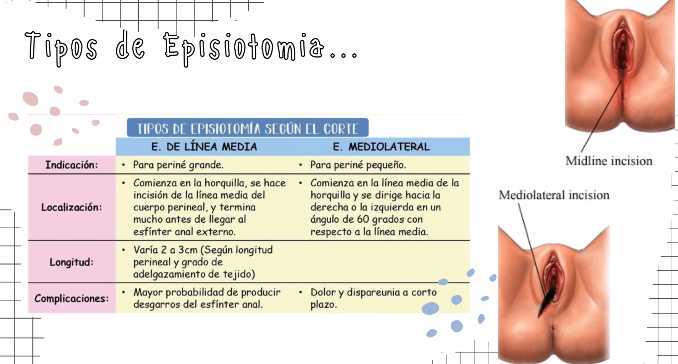 Tipos de Episiotomia...
TIPOS DE EPISIOTOMÍA SEGÚN EL CORTE
E. DE LÍNEA MEDIA
E. MEDIOLATERAL
Indicación:
• Para periné grande.
• Para periné pequeño.
Localización:
• Comienza en la horquilla, se hace
incisión de la línea media del
cuerpo perineal, y termina
mucho antes de llegar al
esfínter anal externo.
• Comienza en la línea media de la
horquilla y se dirige hacia la
derecha o la izquierda en un
ángulo de 60 grados con
respecto a la línea media.
Longitud:
• Varía 2 a 3cm (Según longitud
perineal y grado de
adelgazamiento de tejido)
Complicaciones:
• Mayor probabilidad de producir
desgarros del esfínter anal.
• Dolor y dispareunia a corto
plazo.
Midline incision
Mediolateral incision